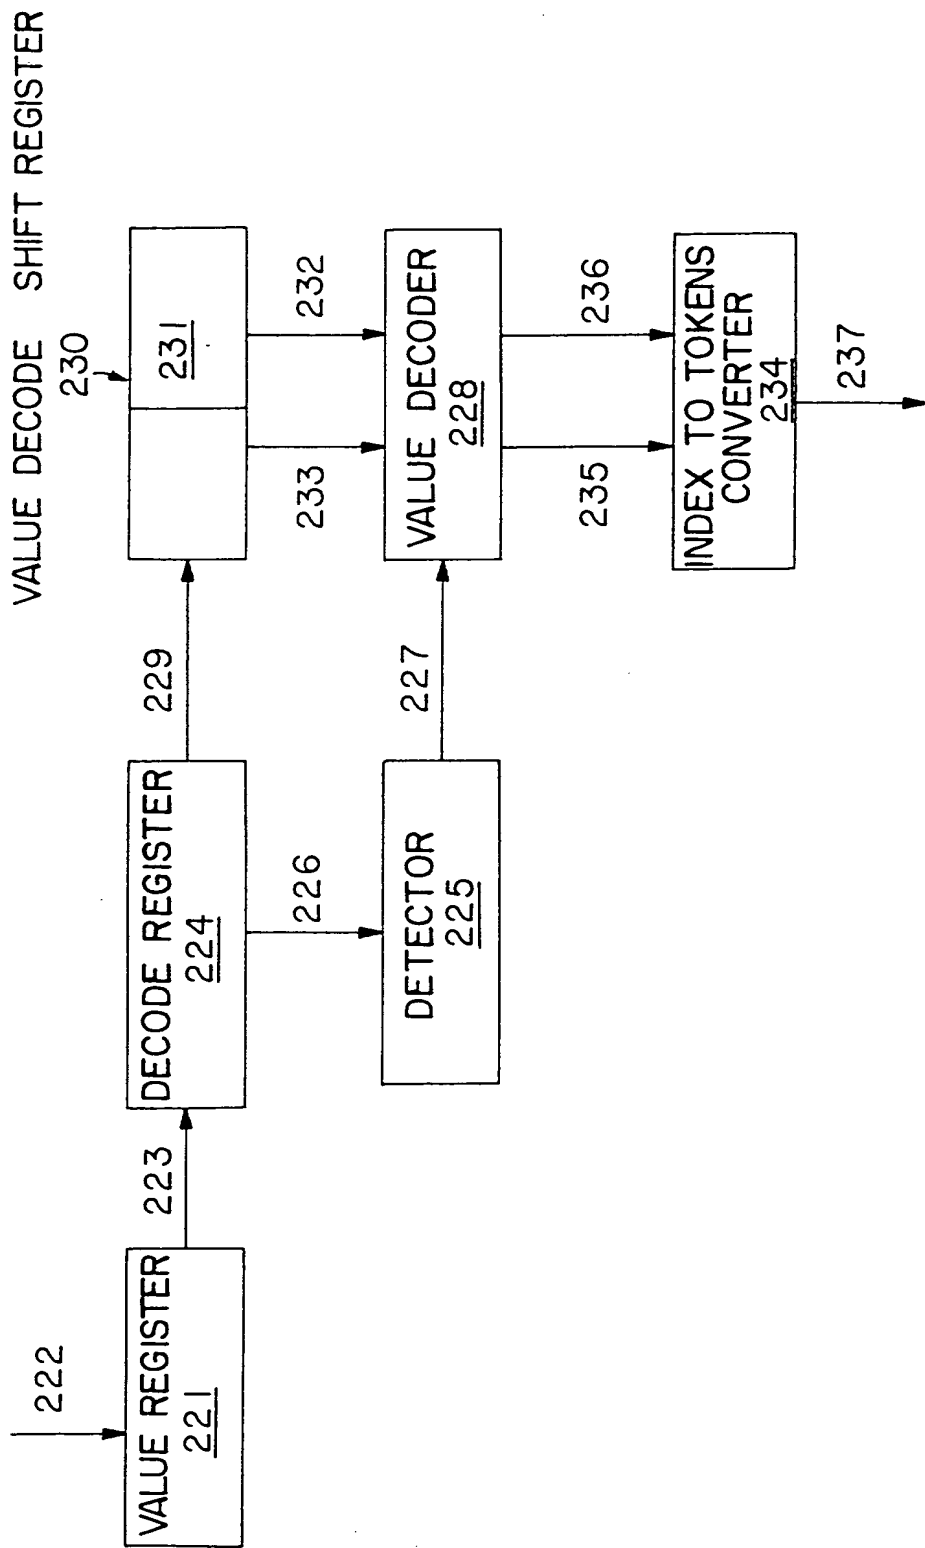 VALUE DECODE SHIFT REGISTER
230
222
VALUE REGISTER
221
223
DECODE REGISTER
224
229
231
226
233
232
DETECTOR
225
227
VALUE DECODER
228
235
236
INDEX TO TOKENS
CONVERTER
234
237